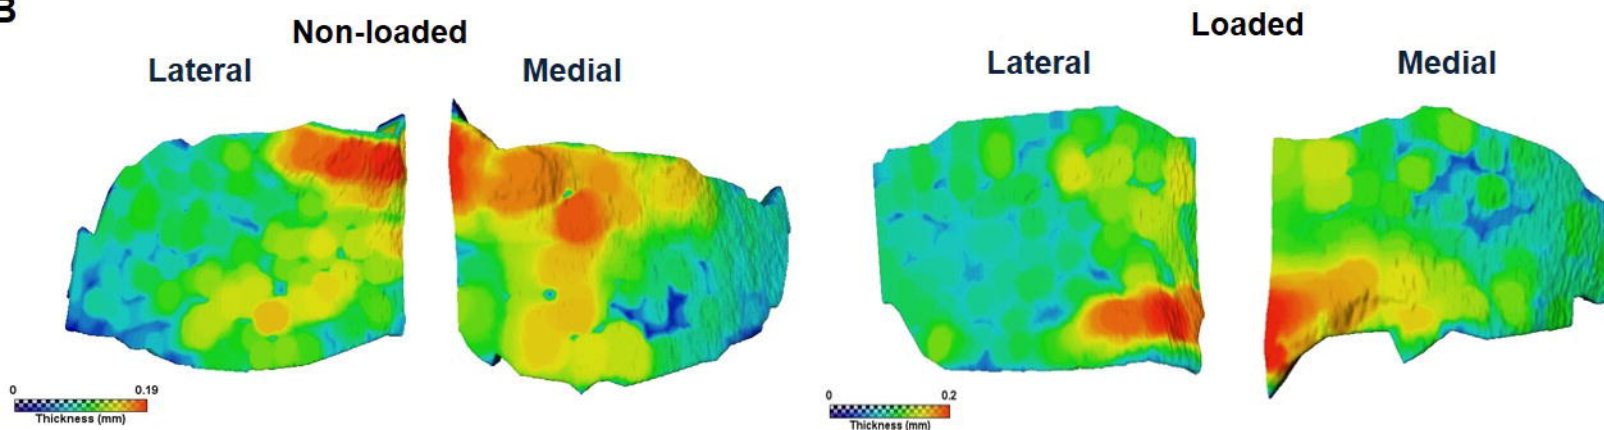 B
Non-loaded
Loaded
Lateral
Medial
Lateral
Medial
0
0.19
Thickness (mm)
0
0.2
Thickness (mm)